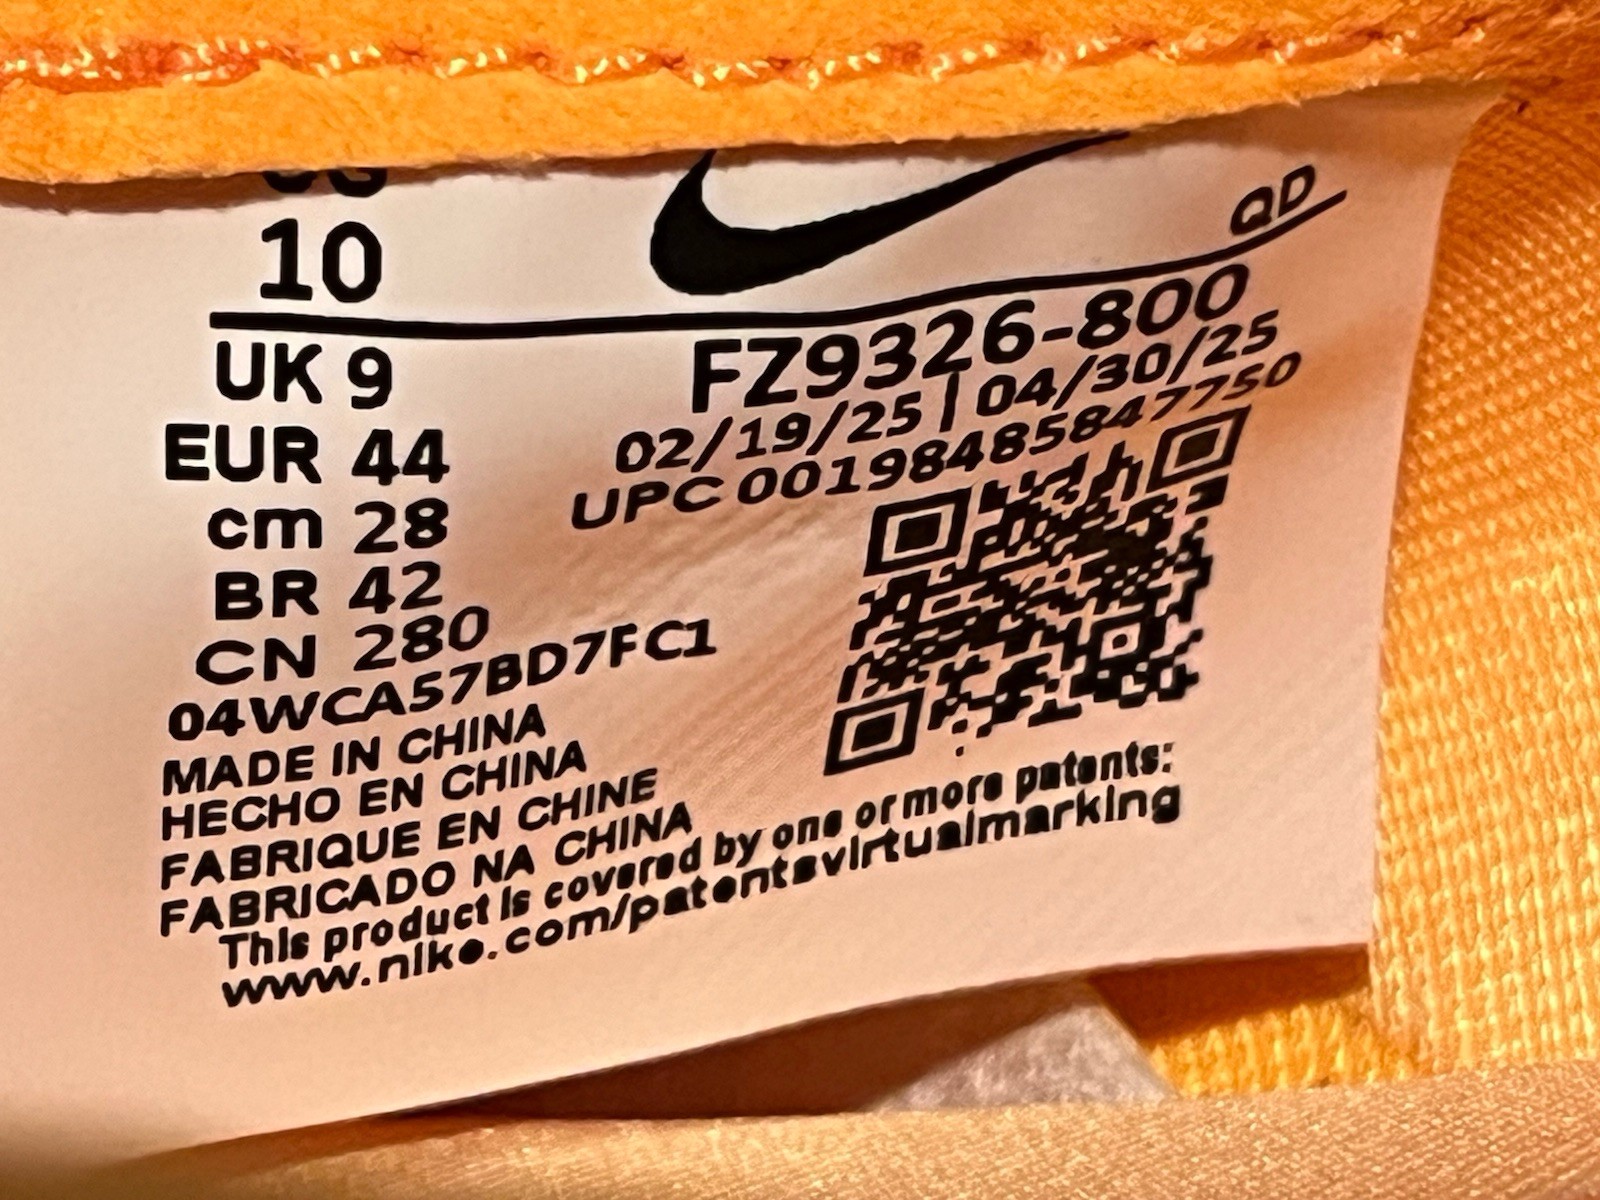 10
QD
UK 9
EUR 44
cm 28
BR 42
CN 280
FZ9326-800
02/19/25 | 04/30/25
UPC 00198485847750
04WCA57BD7FC1
MADE IN CHINA
HECHO EN CHINA
FABRIQUE EN CHINE
FABRICADO NA CHINA
This product is covered by one or more patents:
www.nike.com/patentsvirtualmarking